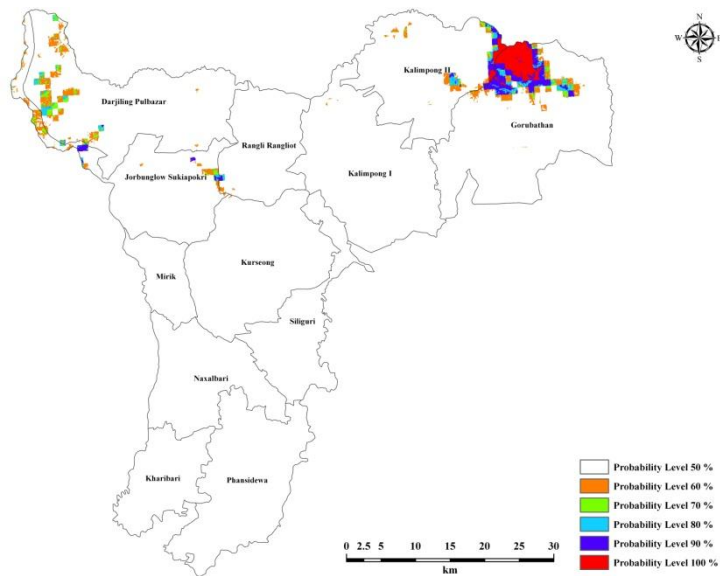 N
W E
S
Kalimpong II
Darjiling Pulbazar
Gorubathan
Rangli Rangliot
Jorbunglow Sukiapokri
Kalimpong I
Kurseong
Mirik
Siliguri
Naxalbari
Kharibari
Phansidewa
Probability Level 50 %
Probability Level 60 %
Probability Level 70 %
Probability Level 80 %
Probability Level 90 %
Probability Level 100 %
0 2.5 5 10 15 20 25 30
km